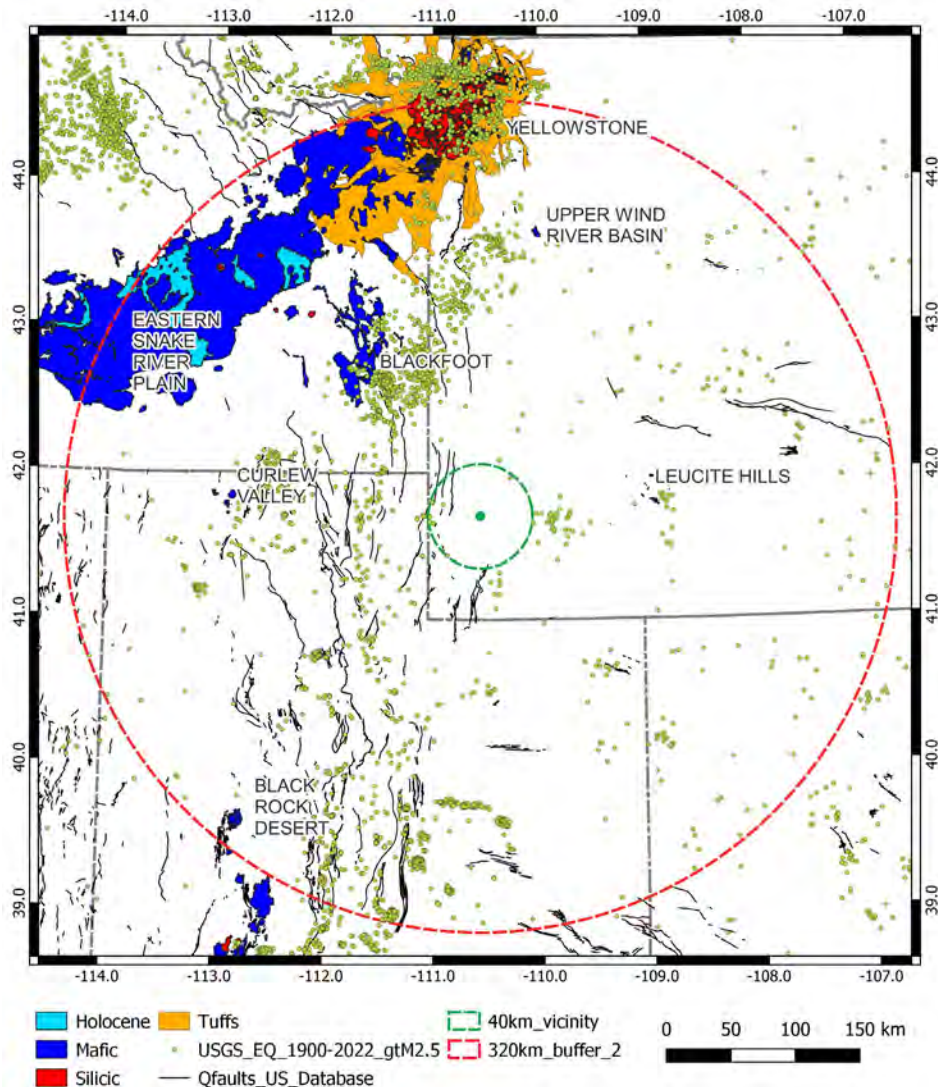 -114.0 -113.0 -112.0 -111.0 -110.0 -109.0 -108.0 -107.0
YELLOWSTONE
44.0 44.0
UPPER WIND
RIVER BASIN
43.0 43.0
EASTERN
SNAKE
RIVER
PLAIN
BLACKFOOT
42.0 42.0
CURLEW
VALLEY
LEUCITE HILLS
41.0 41.0
40.0 40.0
BLACK
ROCK
DESERT
39.0 39.0
-114.0 -113.0 -112.0 -111.0 -110.0 -109.0 -108.0 -107.0
Holocene Tuffs 40km_vicinity 0 50 100 150 km
Mafic USGS_EQ_1900-2022_gtM2.5 320km_buffer_2
Silicic Qfaults_US_Database